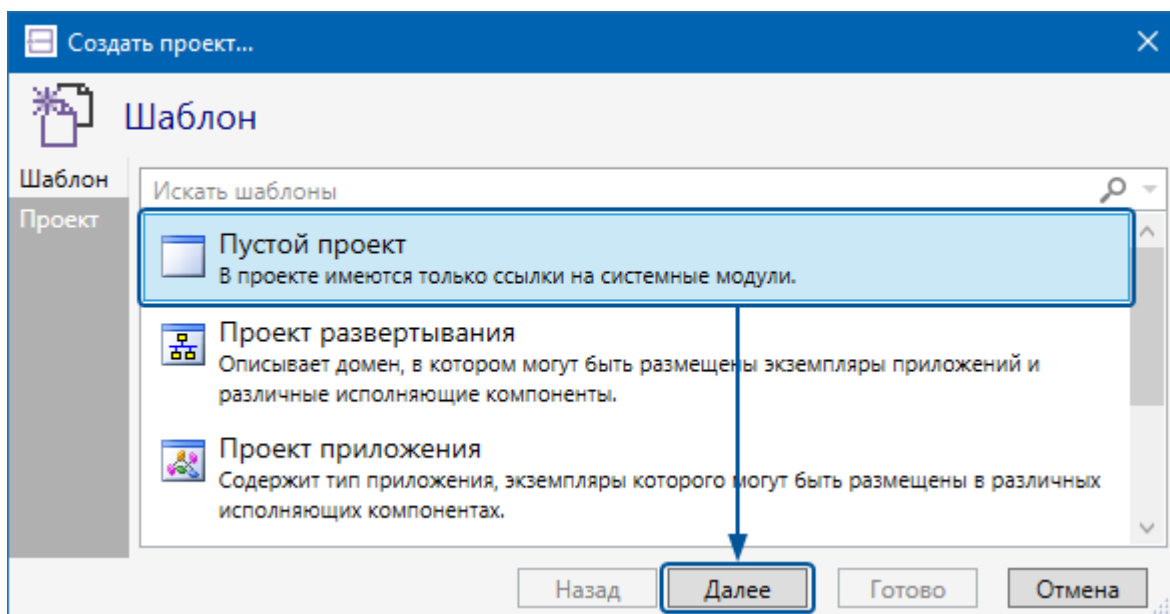 Создать проект...
Шаблон
Шаблон
Проект
Искать шаблоны
Пустой проект
В проекте имеются только ссылки на системные модули.
Проект развертывания
Описывает домен, в котором могут быть размещены экземпляры приложений и
различные исполняющие компоненты.
Проект приложения
Содержит тип приложения, экземпляры которого могут быть размещены в различных
исполняющих компонентах.
Назад Далее Готово Отмена